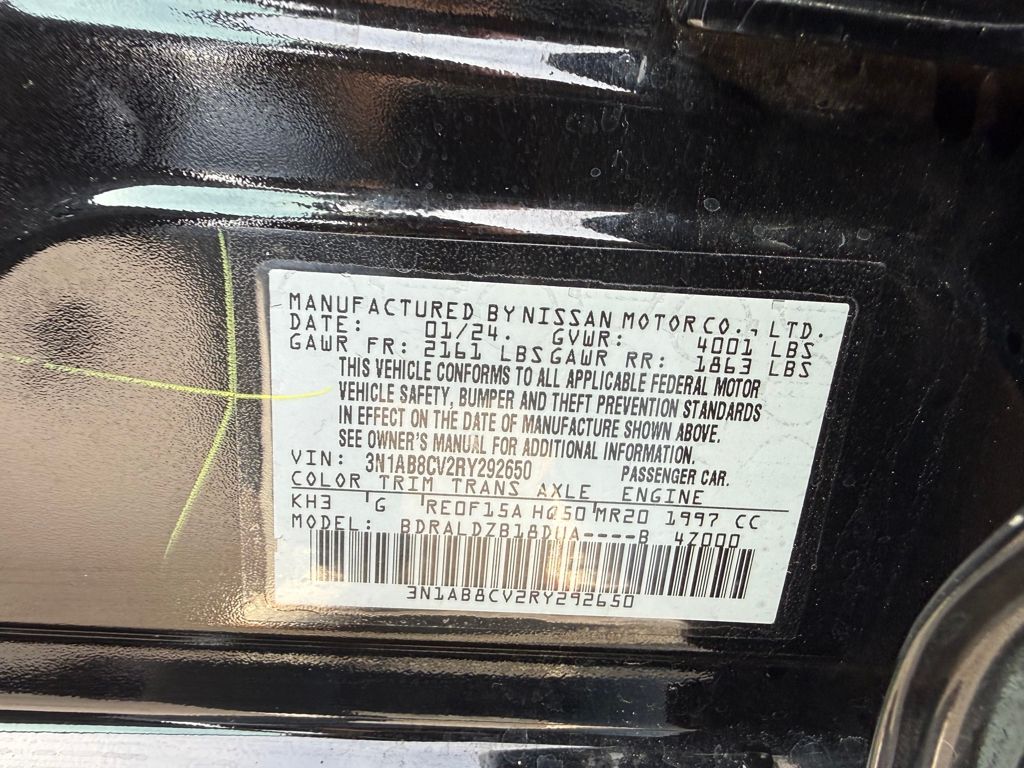 MANUFACTURED BY NISSAN MOTOR CO., LTD.
DATE: 01/24. GVWR: 4001 LBS
GAWR FR: 2161 LBS GAWR RR: 1863 LBS
THIS VEHICLE CONFORMS TO ALL APPLICABLE FEDERAL MOTOR
VEHICLE SAFETY, BUMPER AND THEFT PREVENTION STANDARDS
IN EFFECT ON THE DATE OF MANUFACTURE SHOWN ABOVE.
SEE OWNER'S MANUAL FOR ADDITIONAL INFORMATION.
VIN: 3N1AB8CV2RY292650 PASSENGER CAR.
COLOR TRIM TRANS AXLE ENGINE
KH3 G RE0F15A HQ50 MR20 1997 CC
MODEL: BDRALDZB18DUA----B 4Z000
3N1AB8CV2RY292650